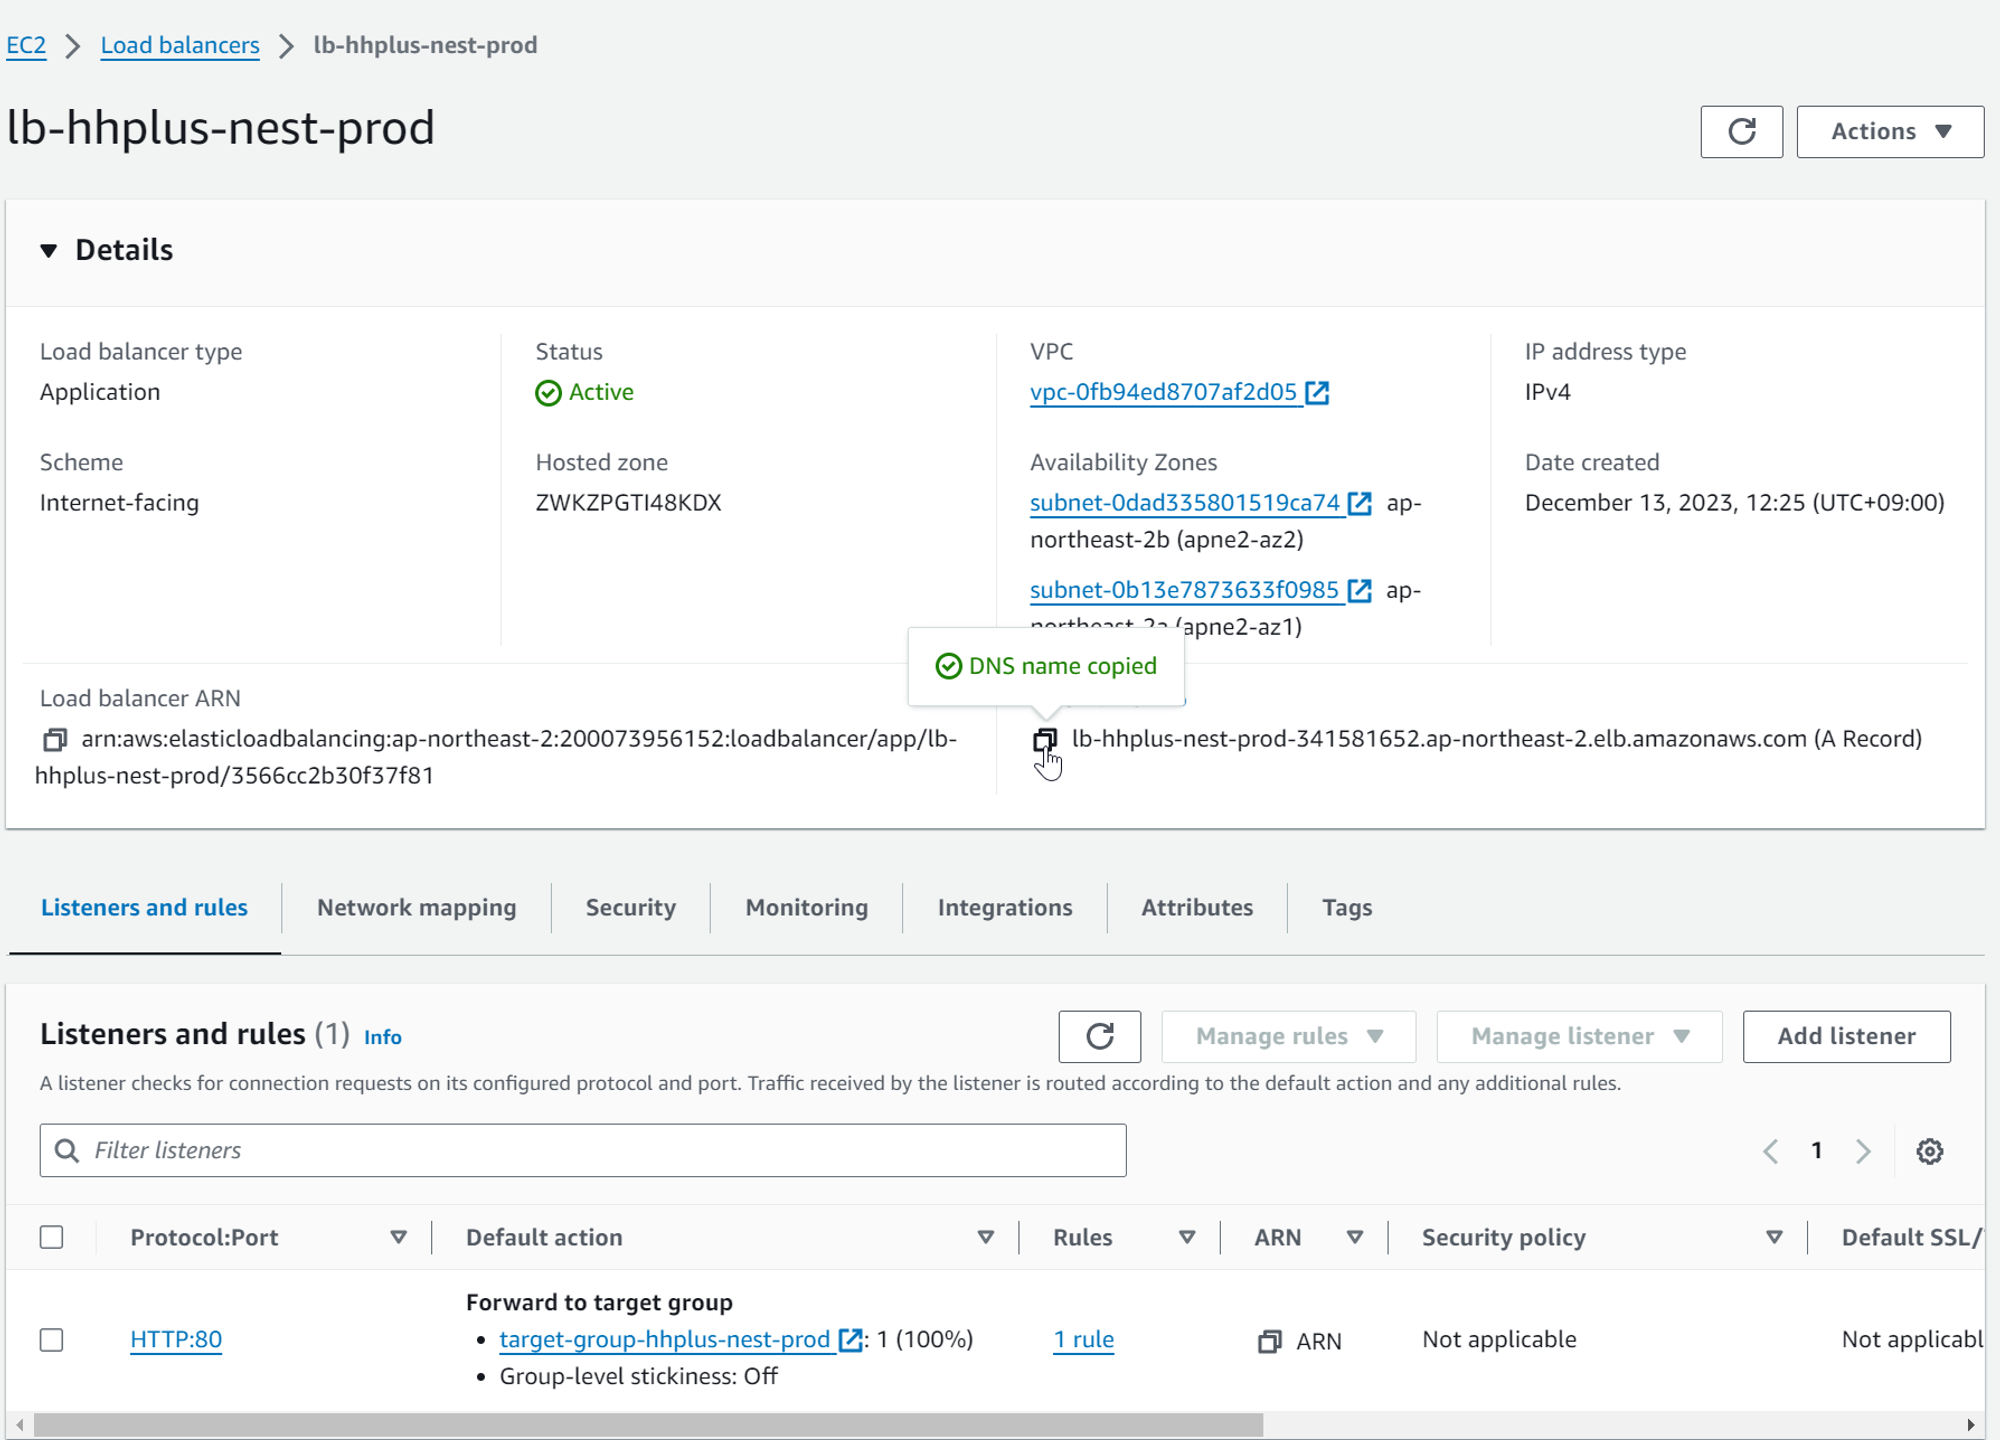 EC2 > Load balancers > lb-hhplus-nest-prod
lb-hhplus-nest-prod
Actions
Details
Load balancer type
Application
Status
Active
VPC
vpc-0fb94ed8707af2d05
IP address type
IPv4
Scheme
Internet-facing
Hosted zone
ZWKZPGTI48KDX
Availability Zones
subnet-0dad335801519ca74 ap-
northeast-2b (apne2-az2)
subnet-0b13e7873633f0985 ap-
northeast-2a (apne2-az1)
Date created
December 13, 2023, 12:25 (UTC+09:00)
DNS name copied
Load balancer ARN
arn:aws:elasticloadbalancing:ap-northeast-2:200073956152:loadbalancer/app/lb-
hhplus-nest-prod/3566cc2b30f37f81
lb-hhplus-nest-prod-341581652.ap-northeast-2.elb.amazonaws.com (A Record)
Listeners and rules
Network mapping
Security
Monitoring
Integrations
Attributes
Tags
Listeners and rules (1) Info
Manage rules
Manage listener
Add listener
A listener checks for connection requests on its configured protocol and port. Traffic received by the listener is routed according to the default action and any additional rules.
Filter listeners
1
Protocol:Port
Default action
Rules
ARN
Security policy
Default SSL/
HTTP:80
Forward to target group
• target-group-hhplus-nest-prod : 1 (100%)
• Group-level stickiness: Off
1 rule
ARN
Not applicable
Not applicabl